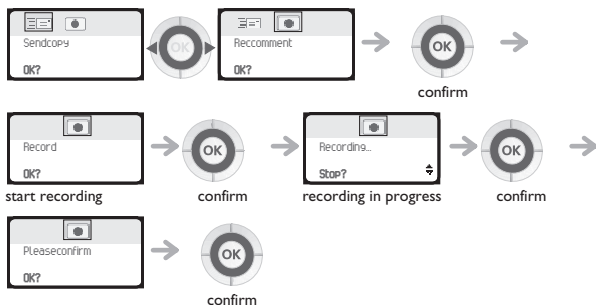 Sendcopy
OK?
OK
Reccomment
OK?
OK
confirm
Record
OK?
start recording
OK
confirm
Recording...
Stop?
recording in progress
OK
confirm
Pleaseconfirm
OK?
OK
confirm